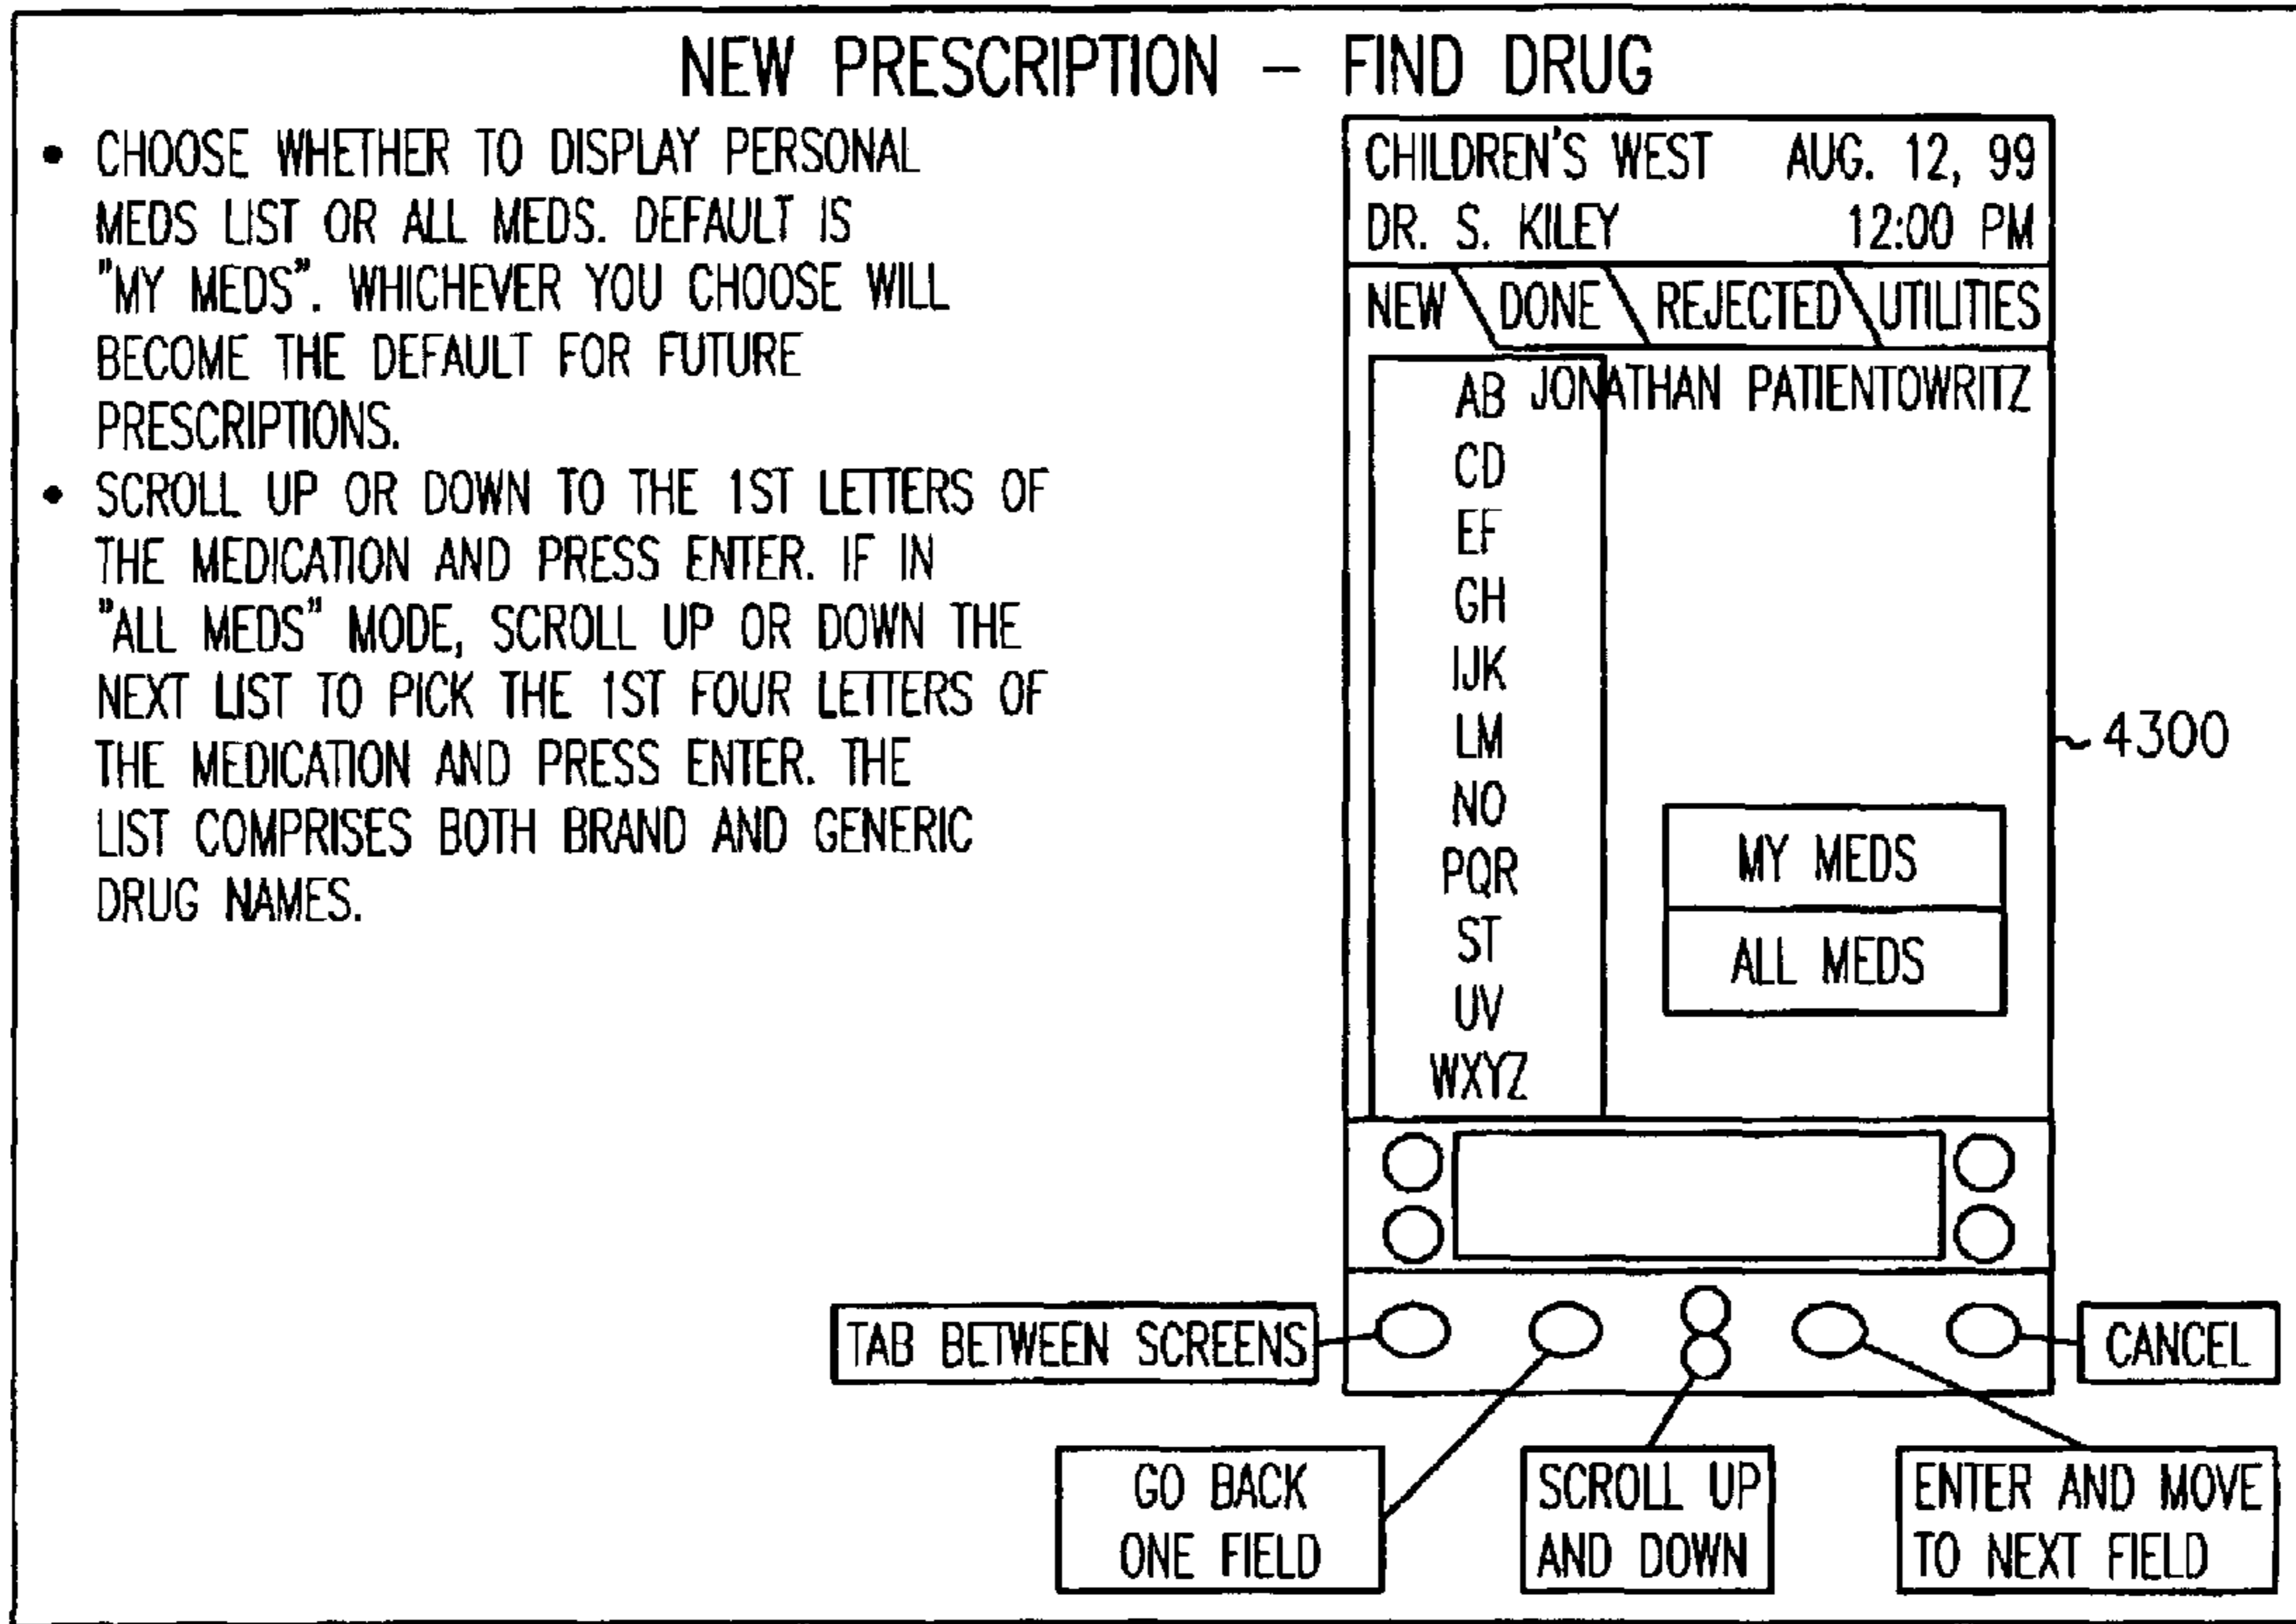 NEW PRESCRIPTION – FIND DRUG
• CHOOSE WHETHER TO DISPLAY PERSONAL
MEDS LIST OR ALL MEDS. DEFAULT IS
"MY MEDS". WHICHEVER YOU CHOOSE WILL
BECOME THE DEFAULT FOR FUTURE
PRESCRIPTIONS.
• SCROLL UP OR DOWN TO THE 1ST LETTERS OF
THE MEDICATION AND PRESS ENTER. IF IN
"ALL MEDS" MODE, SCROLL UP OR DOWN THE
NEXT LIST TO PICK THE 1ST FOUR LETTERS OF
THE MEDICATION AND PRESS ENTER. THE
LIST COMPRISES BOTH BRAND AND GENERIC
DRUG NAMES.
CHILDREN'S WEST AUG. 12, 99
DR. S. KILEY 12:00 PM
NEW DONE REJECTED UTILITIES
JONATHAN PATIENTOWRITZ
AB
CD
EF
GH
IJK
LM
NO
PQR
ST
UV
WXYZ
MY MEDS
ALL MEDS
4300
TAB BETWEEN SCREENS
CANCEL
GO BACK
ONE FIELD
SCROLL UP
AND DOWN
ENTER AND MOVE
TO NEXT FIELD